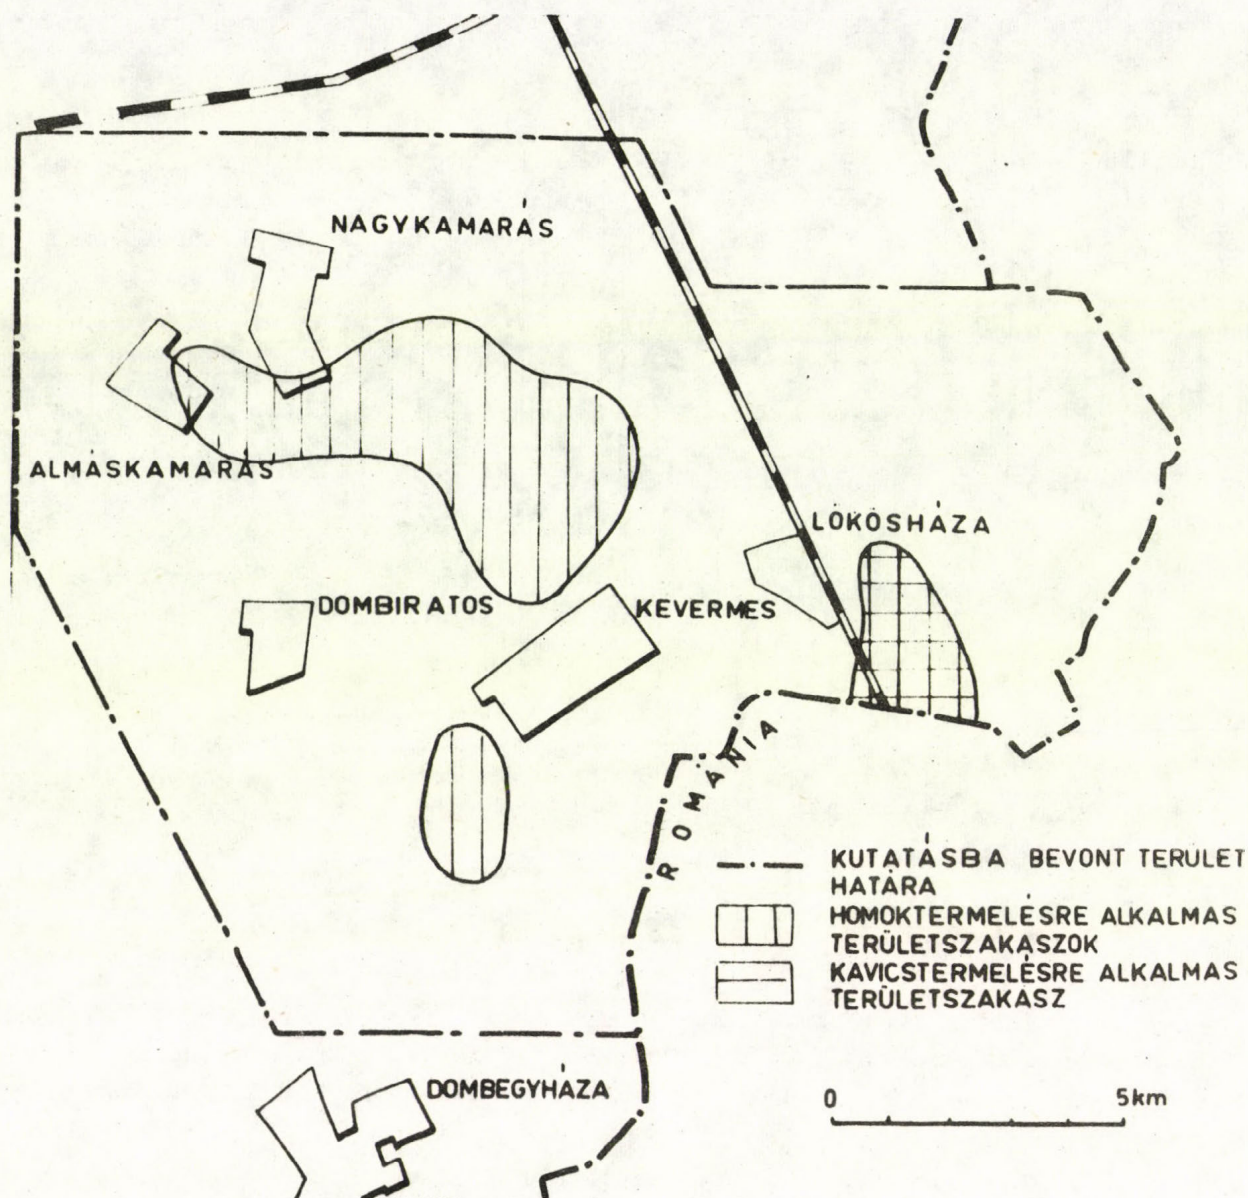 NAGYKAMARÁS
ALMÁSKAMARÁS
LŐKÖSHÁZA
DOMBIRATOS
KEVERMES
ROMÁNIA
KUTATÁSBA BEVONT TERÜLET
HATÁRA
HOMOKTERMELÉSRE ALKALMAS
TERÜLETSZAKASZOK
KAVICSTERMELÉSRE ALKALMAS
TERÜLETSZAKASZ
DOMBEGYHÁZA
0 5km